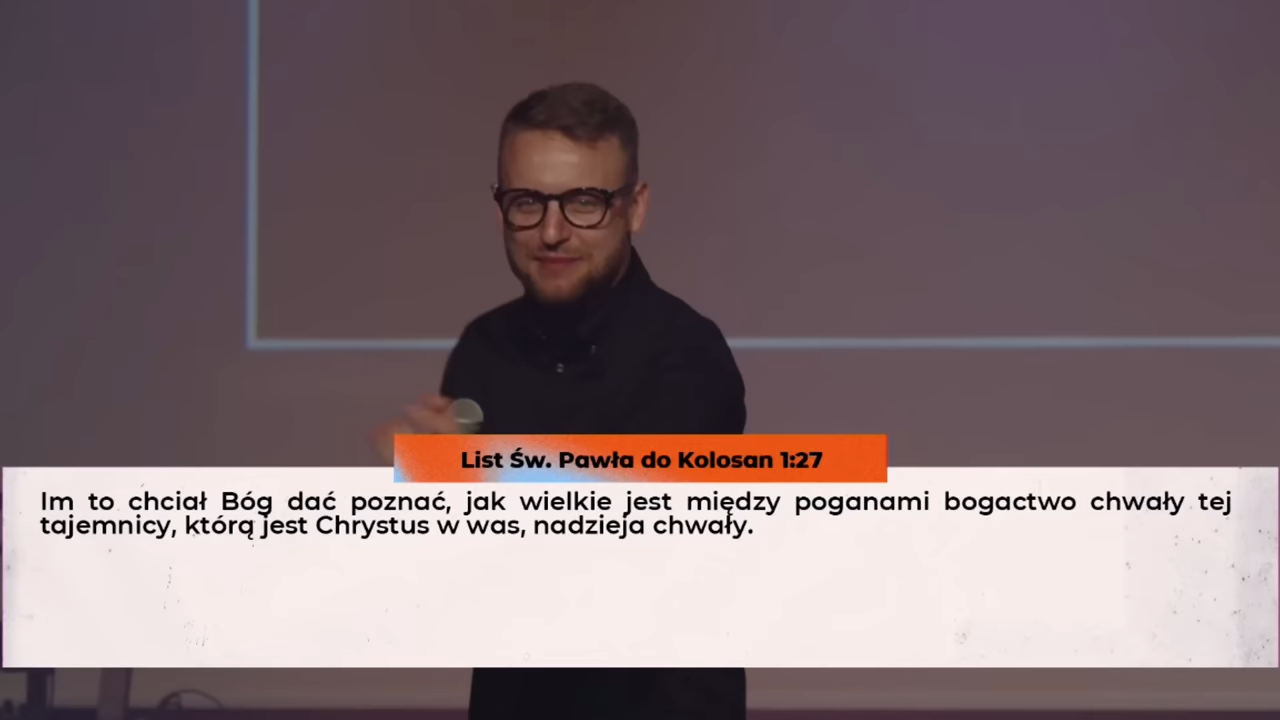 List Św. Pawła do Kolosan 1:27
Im to chciał Bóg dać poznać, jak wielkie jest między poganami bogactwo chwały tej
tajemnicy, którą jest Chrystus w was, nadzieja chwały.